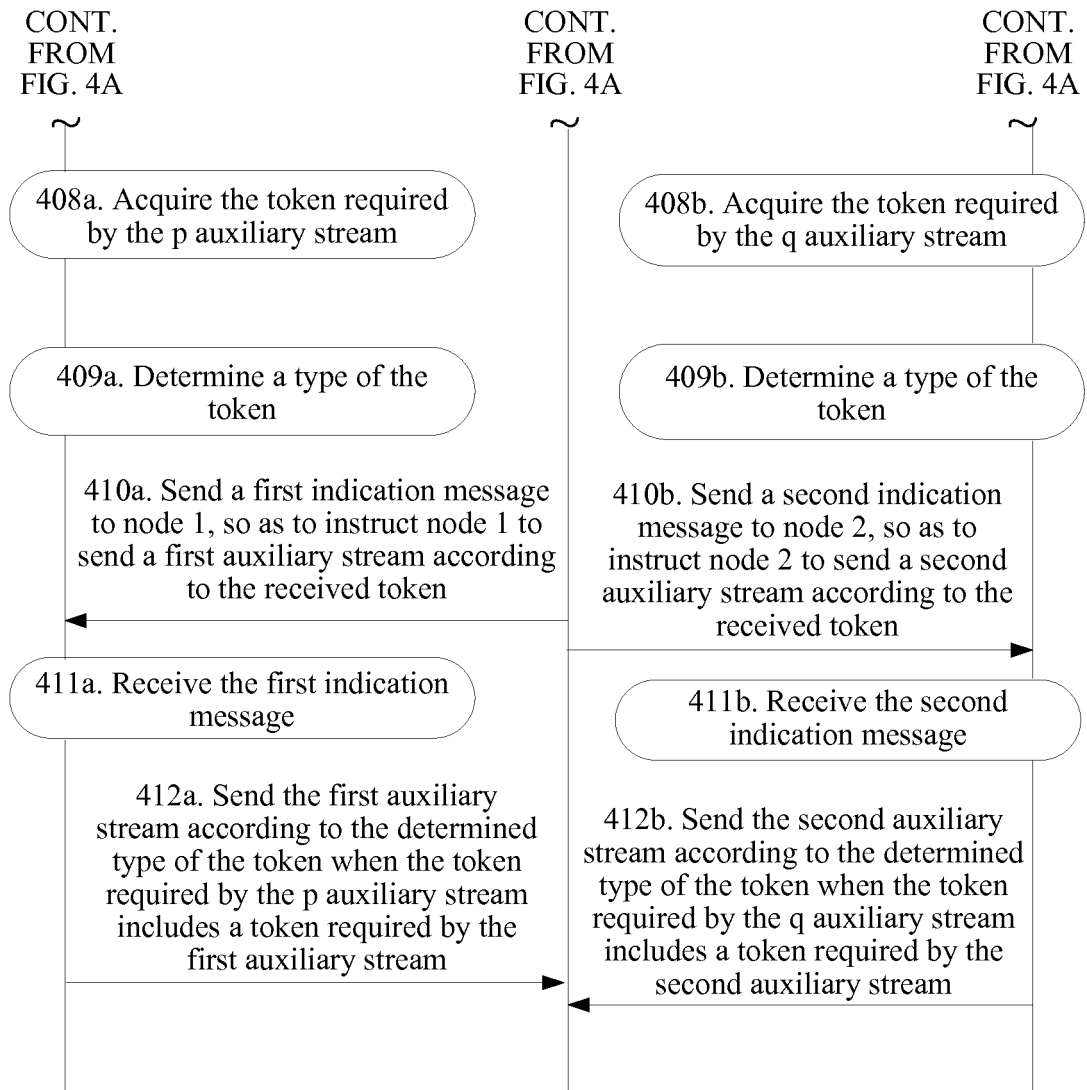 CONT.
FROM
FIG. 4A
CONT.
FROM
FIG. 4A
CONT.
FROM
FIG. 4A
408a. Acquire the token required
by the p auxiliary stream
408b. Acquire the token required
by the q auxiliary stream
409a. Determine a type of the
token
409b. Determine a type of the
token
410a. Send a first indication message
to node 1, so as to instruct node 1 to
send a first auxiliary stream according
to the received token
410b. Send a second indication
message to node 2, so as to
instruct node 2 to send a second
auxiliary stream according to the
received token
411a. Receive the first indication
message
411b. Receive the second
indication message
412a. Send the first auxiliary
stream according to the determined
type of the token when the token
required by the p auxiliary stream
includes a token required by the
first auxiliary stream
412b. Send the second auxiliary
stream according to the determined
type of the token when the token
required by the q auxiliary stream
includes a token required by the
second auxiliary stream